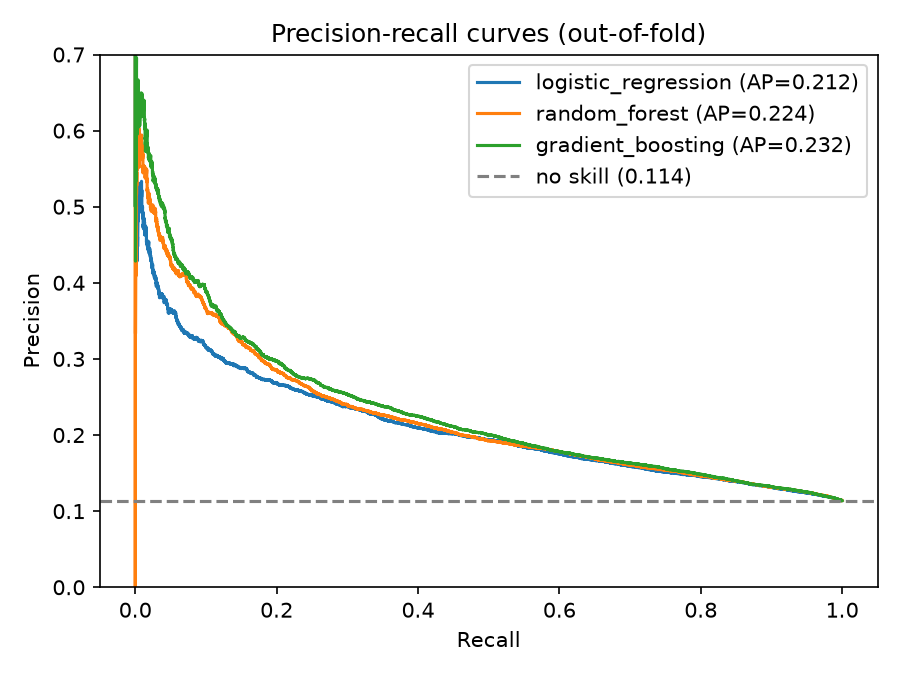 Precision-recall curves (out-of-fold)
logistic_regression (AP=0.212)
random_forest (AP=0.224)
gradient_boosting (AP=0.232)
no skill (0.114)
Precision
0.7
0.6
0.5
0.4
0.3
0.2
0.1
0.0
0.0 0.2 0.4 0.6 0.8 1.0
Recall